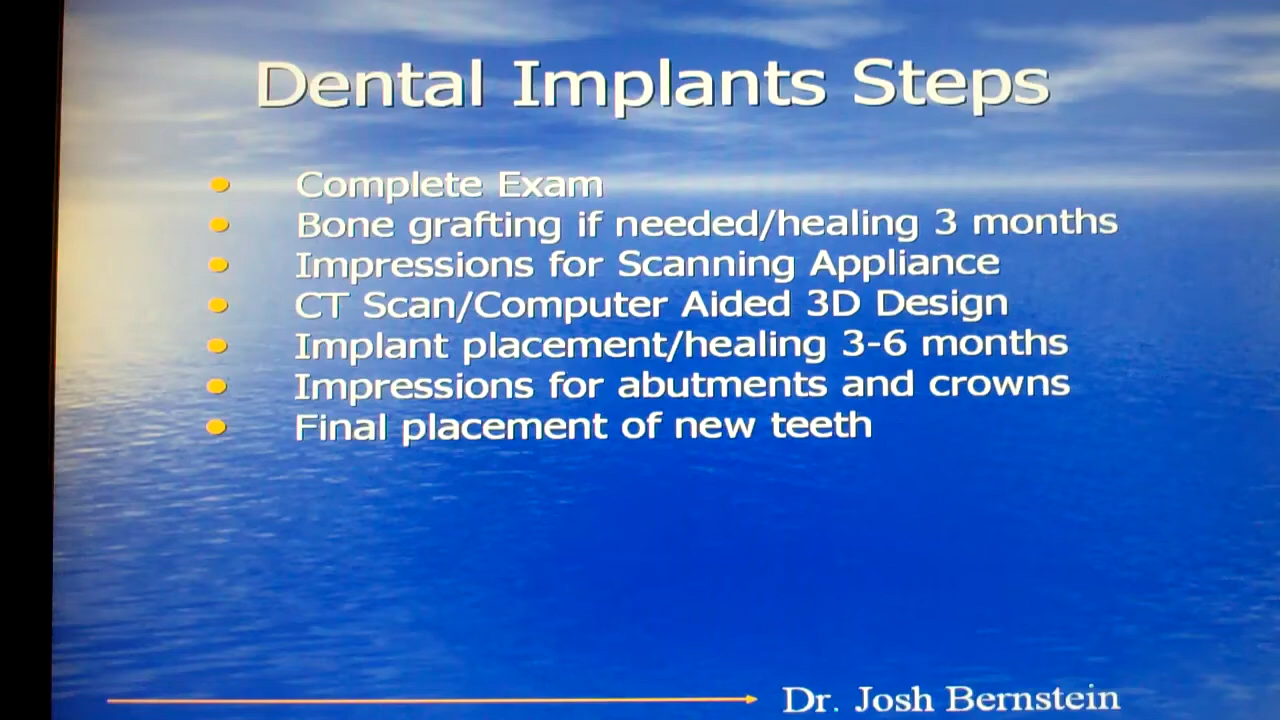 Dental Implants Steps
Complete Exam
Bone grafting if needed/healing 3 months
Impressions for Scanning Appliance
CT Scan/Computer Aided 3D Design
Implant placement/healing 3-6 months
Impressions for abutments and crowns
Final placement of new teeth
Dr. Josh Bernstein